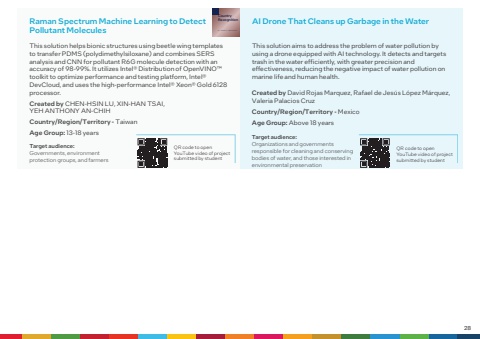 Raman Spectrum Machine Learning to Detect
Pollutant Molecules
This solution helps bionic structures using beetle wing templates
to transfer PDMS (polydimethylsiloxane) and combines SERS
analysis and CNN for pollutant R6G molecule detection with an
accuracy of 98-99%. It utilizes Intel® Distribution of OpenVINO™
toolkit to optimize performance and testing platform, Intel®
DevCloud, and uses the high-performance Intel® Xeon® Gold 6128
processor.
Created by CHEN-HSIN LU, XIN-HAN TSAI,
YEH ANTHONY AN-CHIH
Country/Region/Territory - Taiwan
Age Group: 13-18 years
Target audience:
Governments, environment
protection groups, and farmers
QR code to open
YouTube video of project
submitted by student
AI Drone That Cleans up Garbage in the Water
This solution aims to address the problem of water pollution by
using a drone equipped with AI technology. It detects and targets
trash in the water efficiently, with greater precision and
effectiveness, reducing the negative impact of water pollution on
marine life and human health.
Created by David Rojas Marquez, Rafael de Jesús López Márquez,
Valeria Palacios Cruz
Country/Region/Territory - Mexico
Age Group: Above 18 years
Target audience:
Organizations and governments
responsible for cleaning and conserving
bodies of water, and those interested in
environmental preservation
QR code to open
YouTube video of project
submitted by student
28